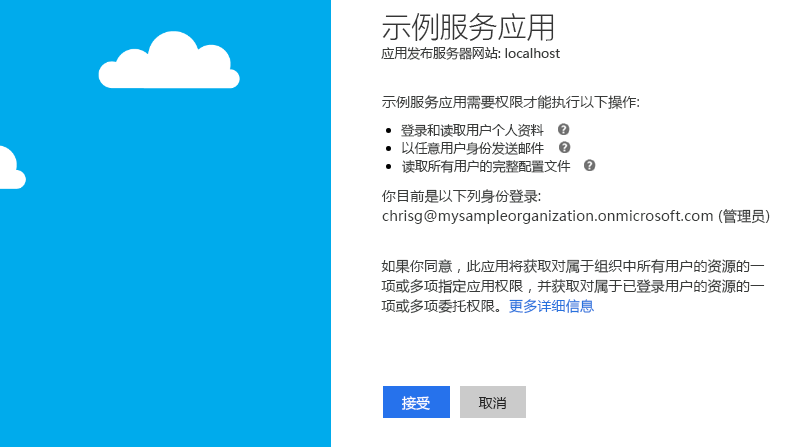 示例服务应用
应用发布服务器网站: localhost
示例服务应用需要权限才能执行以下操作:
登录和读取用户个人资料
以任意用户身份发送邮件
读取所有用户的完整配置文件
你目前是以下列身份登录:
chrisg@mysampleorganization.onmicrosoft.com (管理员)
如果你同意，此应用将获取对属于组织中所有用户的资源的一
项或多项指定应用权限，并获取对属于已登录用户的资源的一
项或多项委托权限。更多详细信息
接受 取消